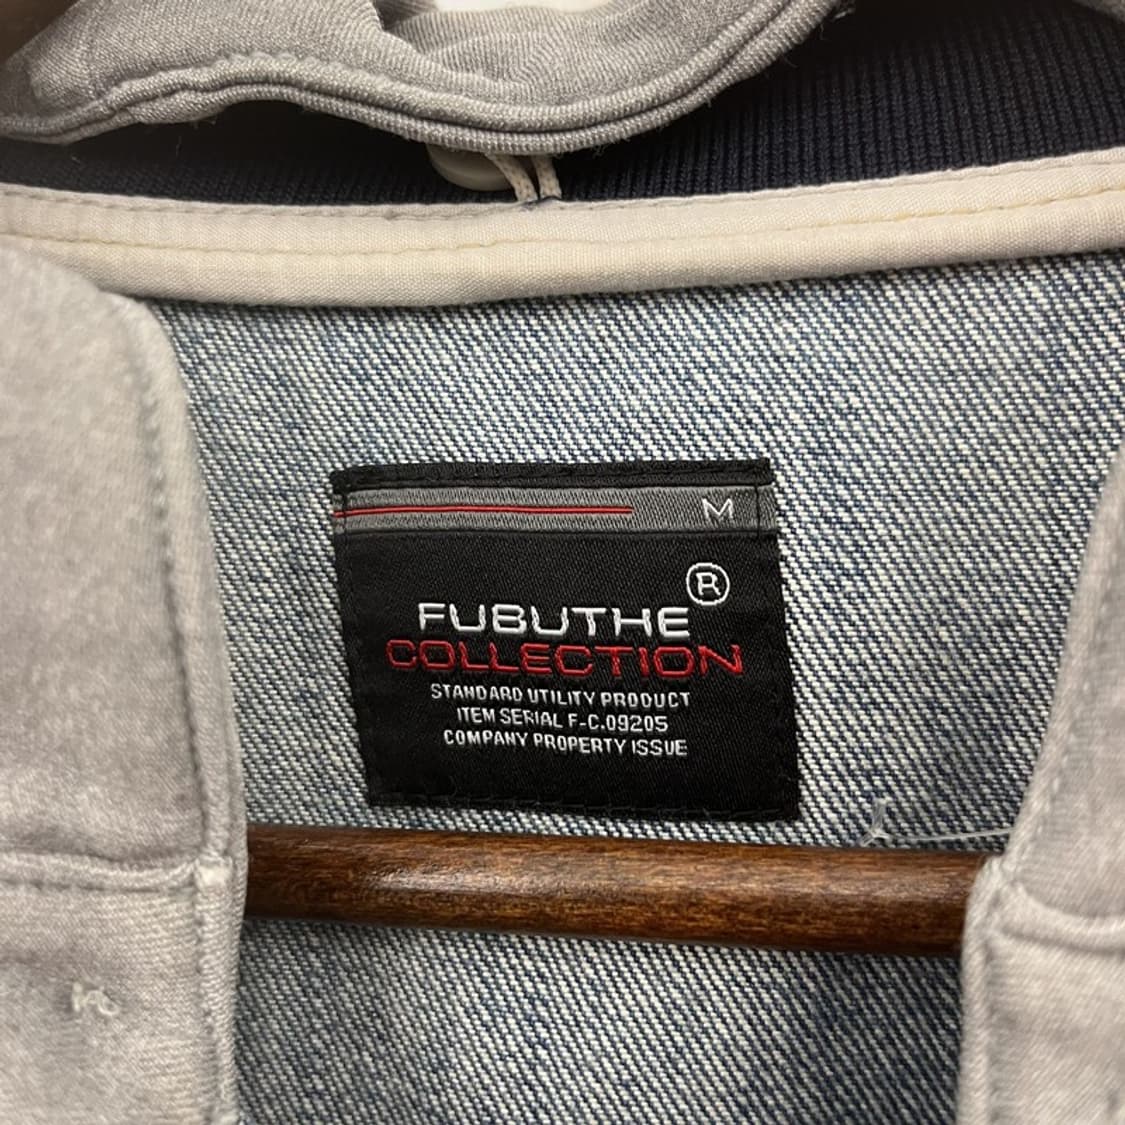 M
FUBUTHE ®
COLLECTION
STANDARD UTILITY PRODUCT
ITEM SERIAL F-C.09205
COMPANY PROPERTY ISSUE